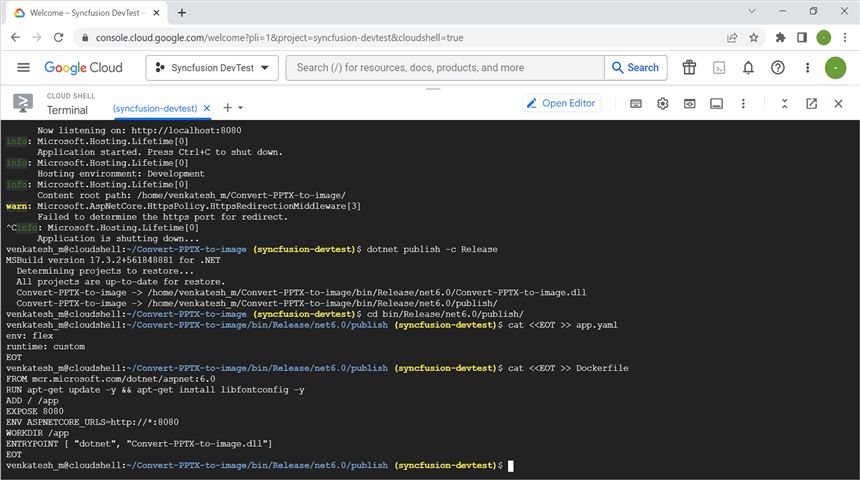 Welcome – Syncfusion DevTest –
console.cloud.google.com/welcome?pli=1&project=syncfusion-devtest&cloudshell=true
Google Cloud
Syncfusion DevTest
Search (/) for resources, docs, products, and more
Search
CLOUD SHELL
Terminal
(syncfusion-devtest)
Open Editor
Now listening on: http://localhost:8080
info: Microsoft.Hosting.Lifetime[0]
Application started. Press Ctrl+C to shut down.
info: Microsoft.Hosting.Lifetime[0]
Hosting environment: Development
info: Microsoft.Hosting.Lifetime[0]
Content root path: /home/venkatesh_m/Convert-PPTX-to-image/
warn: Microsoft.AspNetCore.HttpsPolicy.HttpsRedirectionMiddleware[3]
Failed to determine the https port for redirect.
^Cinfo: Microsoft.Hosting.Lifetime[0]
Application is shutting down...
venkatesh_m@cloudshell:~/Convert-PPTX-to-image (syncfusion-devtest)$ dotnet publish -c Release
MSBuild version 17.3.2+561848881 for .NET
Determining projects to restore...
All projects are up-to-date for restore.
Convert-PPTX-to-image -> /home/venkatesh_m/Convert-PPTX-to-image/bin/Release/net6.0/Convert-PPTX-to-image.dll
Convert-PPTX-to-image -> /home/venkatesh_m/Convert-PPTX-to-image/bin/Release/net6.0/publish/
venkatesh_m@cloudshell:~/Convert-PPTX-to-image (syncfusion-devtest)$ cd bin/Release/net6.0/publish/
venkatesh_m@cloudshell:~/Convert-PPTX-to-image/bin/Release/net6.0/publish (syncfusion-devtest)$ cat <<EOT >> app.yaml
env: flex
runtime: custom
EOT
venkatesh_m@cloudshell:~/Convert-PPTX-to-image/bin/Release/net6.0/publish (syncfusion-devtest)$ cat <<EOT >> Dockerfile
FROM mcr.microsoft.com/dotnet/aspnet:6.0
RUN apt-get update -y && apt-get install libfontconfig -y
ADD / /app
EXPOSE 8080
ENV ASPNETCORE_URLS=http://*:8080
WORKDIR /app
ENTRYPOINT [ "dotnet", "Convert-PPTX-to-image.dll"]
EOT
venkatesh_m@cloudshell:~/Convert-PPTX-to-image/bin/Release/net6.0/publish (syncfusion-devtest)$